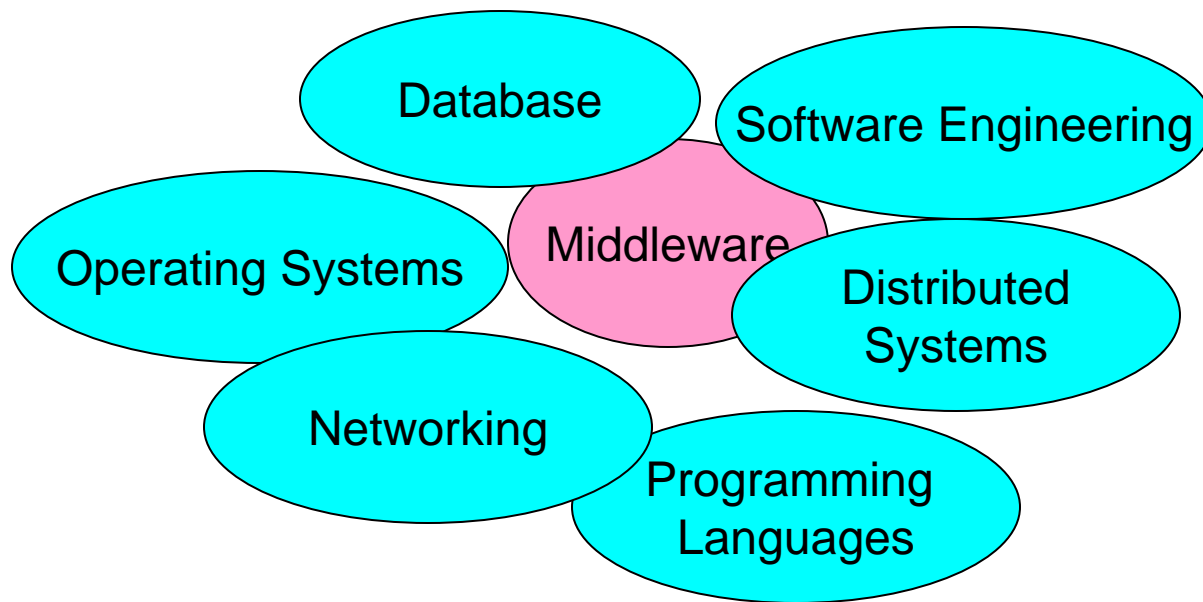 Database
Software Engineering
Middleware
Operating Systems
Distributed
Systems
Networking
Programming
Languages